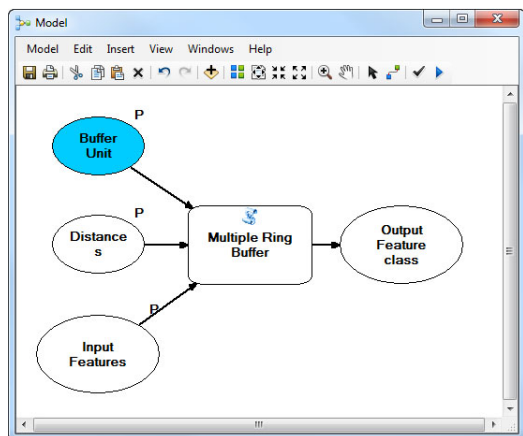 Model
Model Edit Insert View Windows Help
P
Buffer
Unit
P
Distance
s
Multiple Ring
Buffer
Output
Feature
class
P
Input
Features